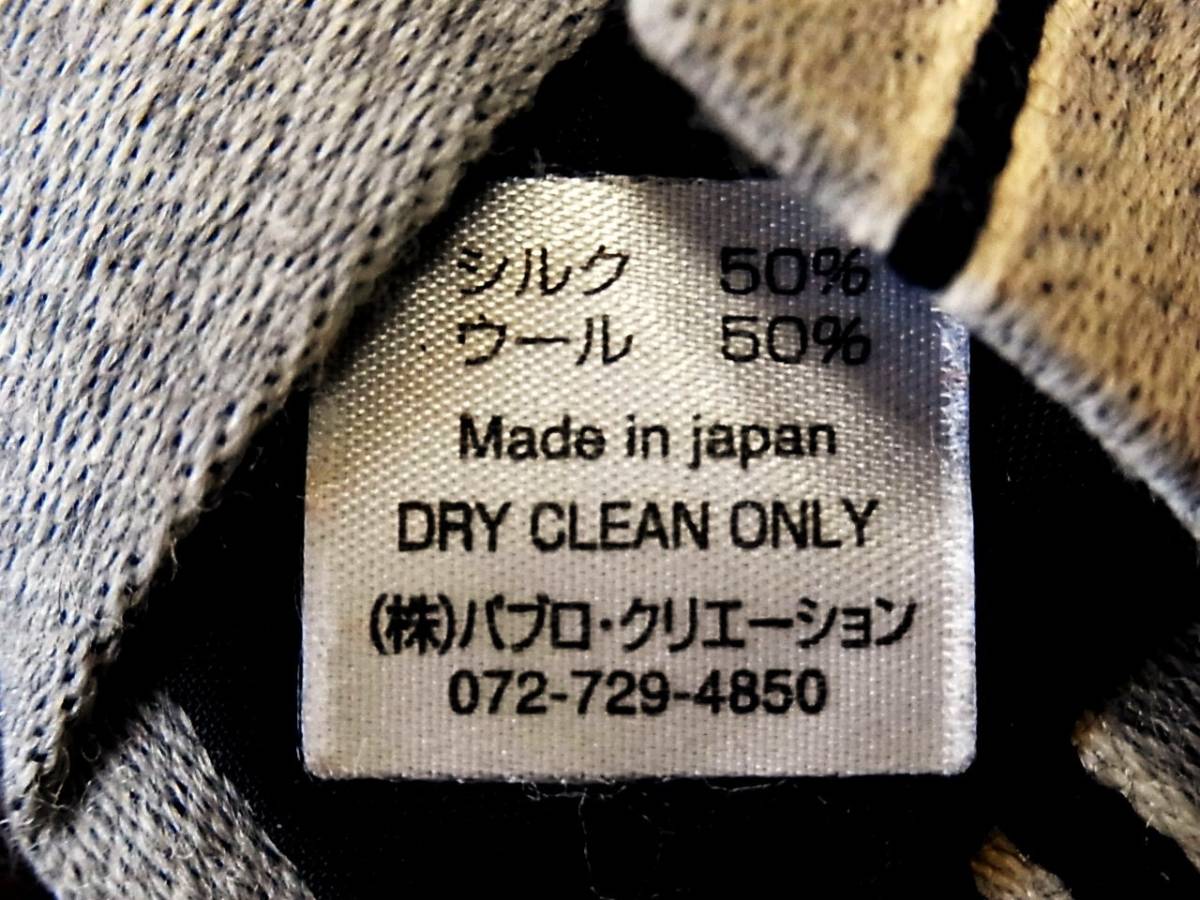 シルク 50%
ウール 50%
Made in japan
DRY CLEAN ONLY
(株)パブロ・クリエーション
072-729-4850